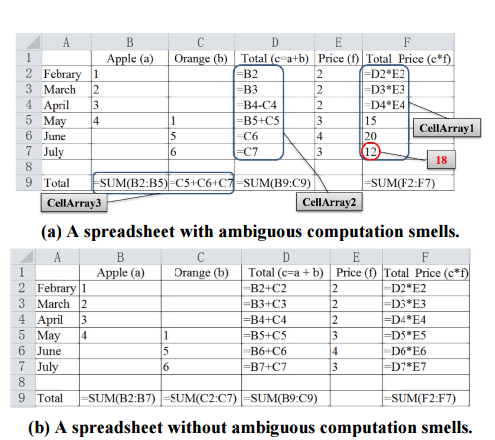 A B C D E F
1 Apple (a) Orange (b) Total (c=a+b) Price (f) Total Price (c*f)
2 Febrary 1 =B2 2 =D2*E2
3 March 2 =B3 2 =D3*E3
4 April 3 =B4-C4 2 =D4*E4
5 May 4 1 =B5+C5 3 15
CellArray1
6 June 5 =C6 4 20
7 July 6 =C7 3 12
18
8
9 Total =SUM(B2:B5) =C5+C6+C7 =SUM(B9:C9) =SUM(F2:F7)
CellArray3 CellArray2
(a) A spreadsheet with ambiguous computation smells.
A B C D E F
1 Apple (a) Orange (b) Total (c=a + b) Price (f) Total Price (c*f)
2 Febrary 1 =B2+C2 2 =D2*E2
3 March 2 =B3+C3 2 =D3*E3
4 April 3 =B4+C4 2 =D4*E4
5 May 4 1 =B5+C5 3 =D5*E5
6 June 5 =B6+C6 4 =D6*E6
7 July 6 =B7+C7 3 =D7*E7
8
9 Total =SUM(B2:B7) =SUM(C2:C7) =SUM(B9:C9) =SUM(F2:F7)
(b) A spreadsheet without ambiguous computation smells.